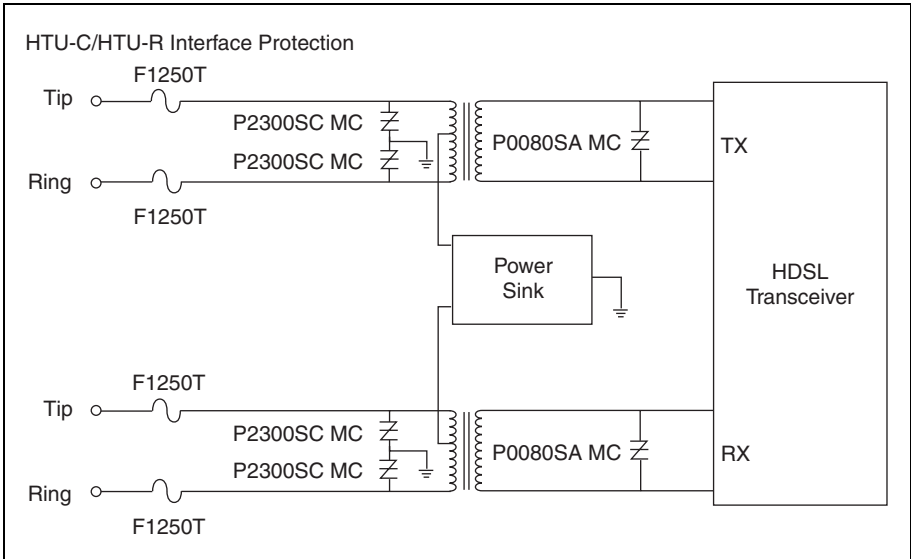 HTU-C/HTU-R Interface Protection
F1250T
Tip
P2300SC MC
P2300SC MC
P0080SA MC
TX
Ring
F1250T
Power
Sink
HDSL
Transceiver
F1250T
Tip
P2300SC MC
P2300SC MC
P0080SA MC
RX
Ring
F1250T